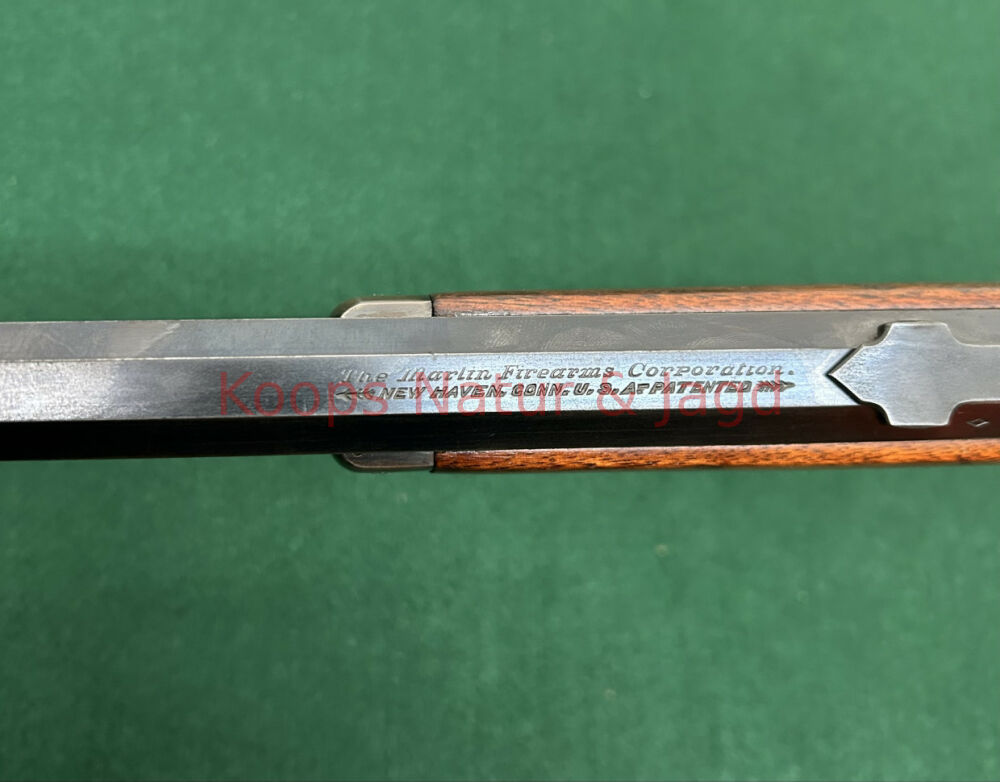 The Marlin Firearms Corporation.
NEW HAVEN, CONN. U.S.A. PATENTED
Koops Natur & Jagd